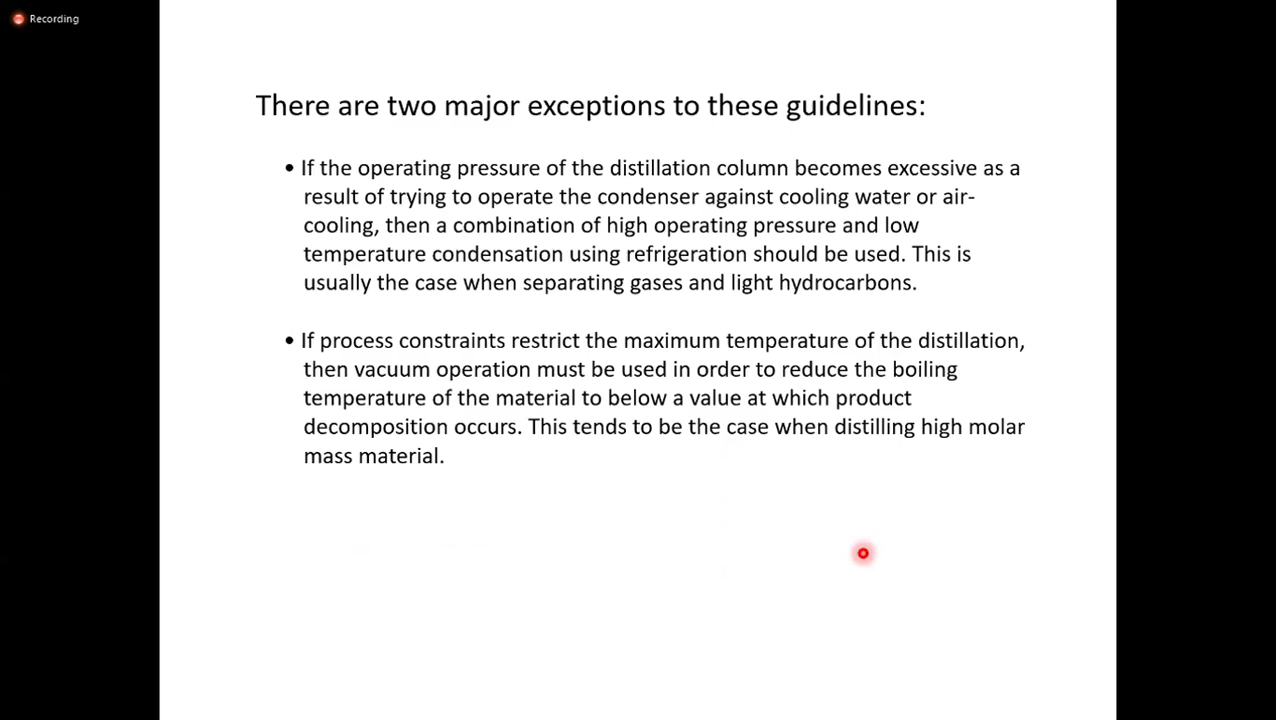 Recording
There are two major exceptions to these guidelines:
• If the operating pressure of the distillation column becomes excessive as a
result of trying to operate the condenser against cooling water or air-
cooling, then a combination of high operating pressure and low
temperature condensation using refrigeration should be used. This is
usually the case when separating gases and light hydrocarbons.
• If process constraints restrict the maximum temperature of the distillation,
then vacuum operation must be used in order to reduce the boiling
temperature of the material to below a value at which product
decomposition occurs. This tends to be the case when distilling high molar
mass material.